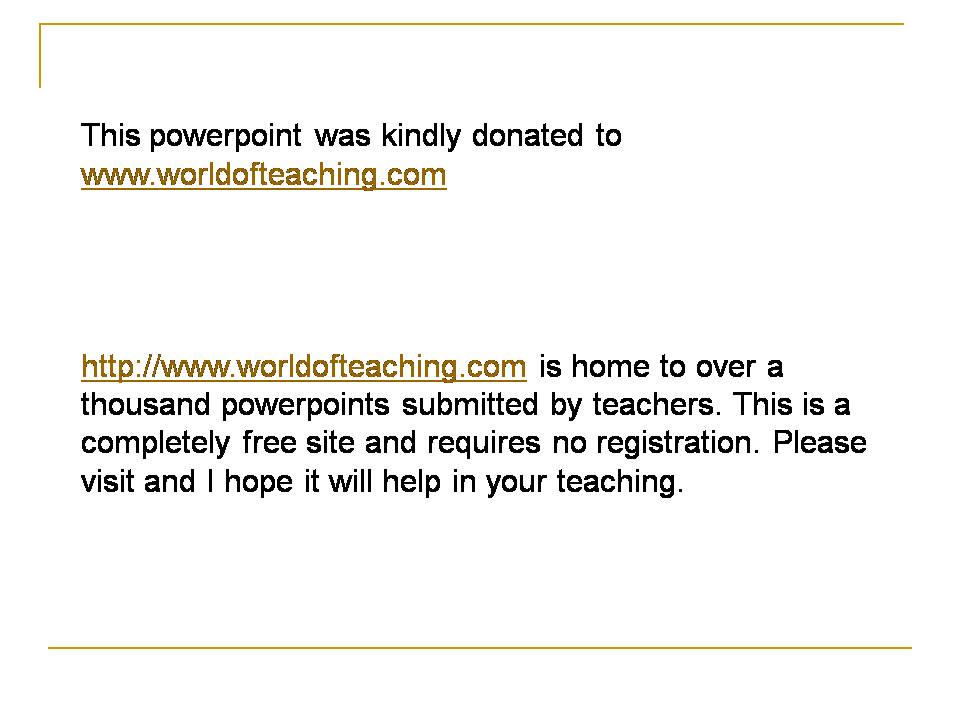 This powerpoint was kindly donated to
www.worldofteaching.com
http://www.worldofteaching.com is home to over a
thousand powerpoints submitted by teachers. This is a
completely free site and requires no registration. Please
visit and I hope it will help in your teaching.